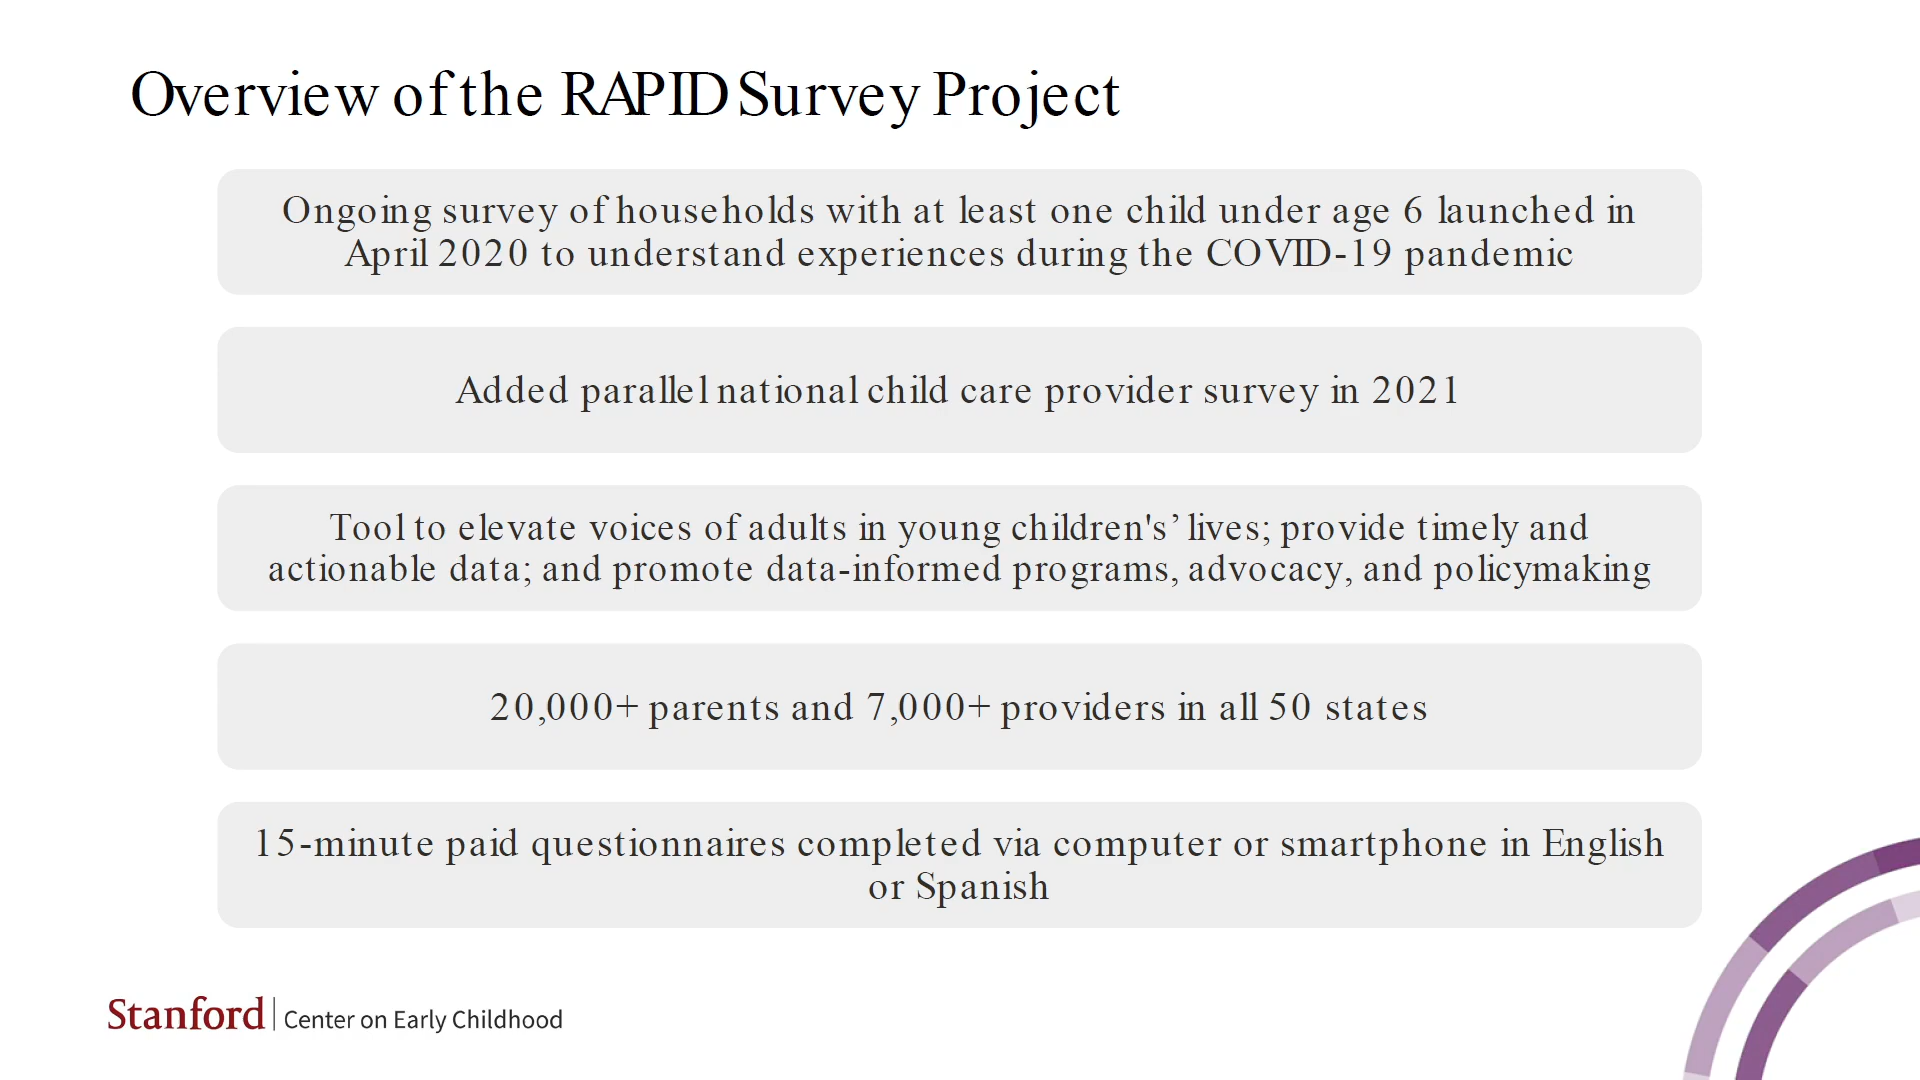 Overview of the RAPID Survey Project
Ongoing survey of households with at least one child under age 6 launched in
April 2020 to understand experiences during the COVID-19 pandemic
Added parallel national child care provider survey in 2021
Tool to elevate voices of adults in young children's’ lives; provide timely and
actionable data; and promote data-informed programs, advocacy, and policymaking
20,000+ parents and 7,000+ providers in all 50 states
15-minute paid questionnaires completed via computer or smartphone in English
or Spanish
Stanford | Center on Early Childhood